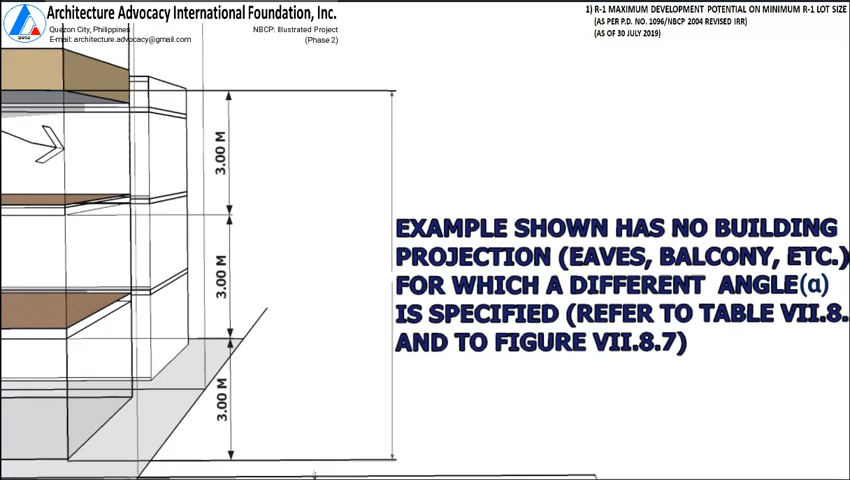 Architecture Advocacy International Foundation, Inc.
Quezon City, Philippines
NBCP: Illustrated Project
E-mail: architecture.advocacy@gmail.com
(Phase 2)
1) R-1 MAXIMUM DEVELOPMENT POTENTIAL ON MINIMUM R-1 LOT SIZE
(AS PER P.D. NO. 1096/NBCP 2004 REVISED IRR)
(AS OF 30 JULY 2019)
3.00 M
3.00 M
3.00 M
EXAMPLE SHOWN HAS NO BUILDING
PROJECTION (EAVES, BALCONY, ETC.)
FOR WHICH A DIFFERENT ANGLE(α)
IS SPECIFIED (REFER TO TABLE VII.8.
AND TO FIGURE VII.8.7)